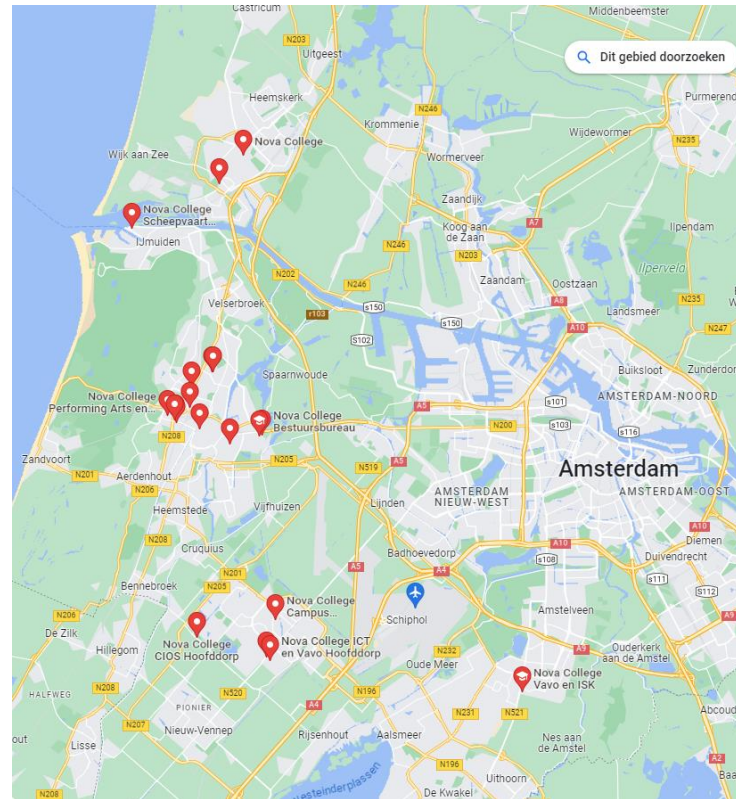 Castricum
Middenbeemster
N203
Uitgeest
Dit gebied doorzoeken
Heemskerk
N246
Purmerend
Krommenie
Wijdewormer
N235
Nova College
Wijk aan Zee
Wormerveer
Zaandijk
Nova College
Scheepvaart...
IJmuiden
Koog aan
de Zaan
A7
Ilpendam
N246
N203
N202
N246
Zaandam
Oostzaan
Ilperveld
Velserbroek
s150
A8
N235
r103
s150
Landsmeer
A10
N247
S102
Spaarnwoude
Buiksloot
Zunderdor
Nova College
Performing Arts en...
A5
s101
AMSTERDAM-NOORD
Nova College
Bestuursbureau
N200
s103
s116
N208
Zandvoort
N201
N205
N519
A5
Amsterdam
Aerdenhout
N206
Heemstede
Vijfhuizen
Lijnden
AMSTERDAM
NIEUW-WEST
AMSTERDAM-OOST
A10
N208
Cruquius
Badhoevedorp
A10
s108
Diemen
Duivendrecht
A5
A4
s111
S112
Bennebroek
N201
N205
Nova College
Campus...
Schiphol
Amstelveen
N206
De Zilk
Hillegom
Nova College
CIOS Hoofddorp
Nova College ICT
en Vavo Hoofddorp
A9
Ouderkerk
aan de Amstel
N232
Oude Meer
Nova College
Vavo en ISK
HALFWEG
N208
N520
N196
A4
N231
N521
Abcoud
PIONIER
N207
Nieuw-Vennep
Rijsenhout
Aalsmeer
Nes aan
de Amstel
out
Lisse
N196
A2
Uithoorn
Baa
N208
esteinderplassen
De Kwakel